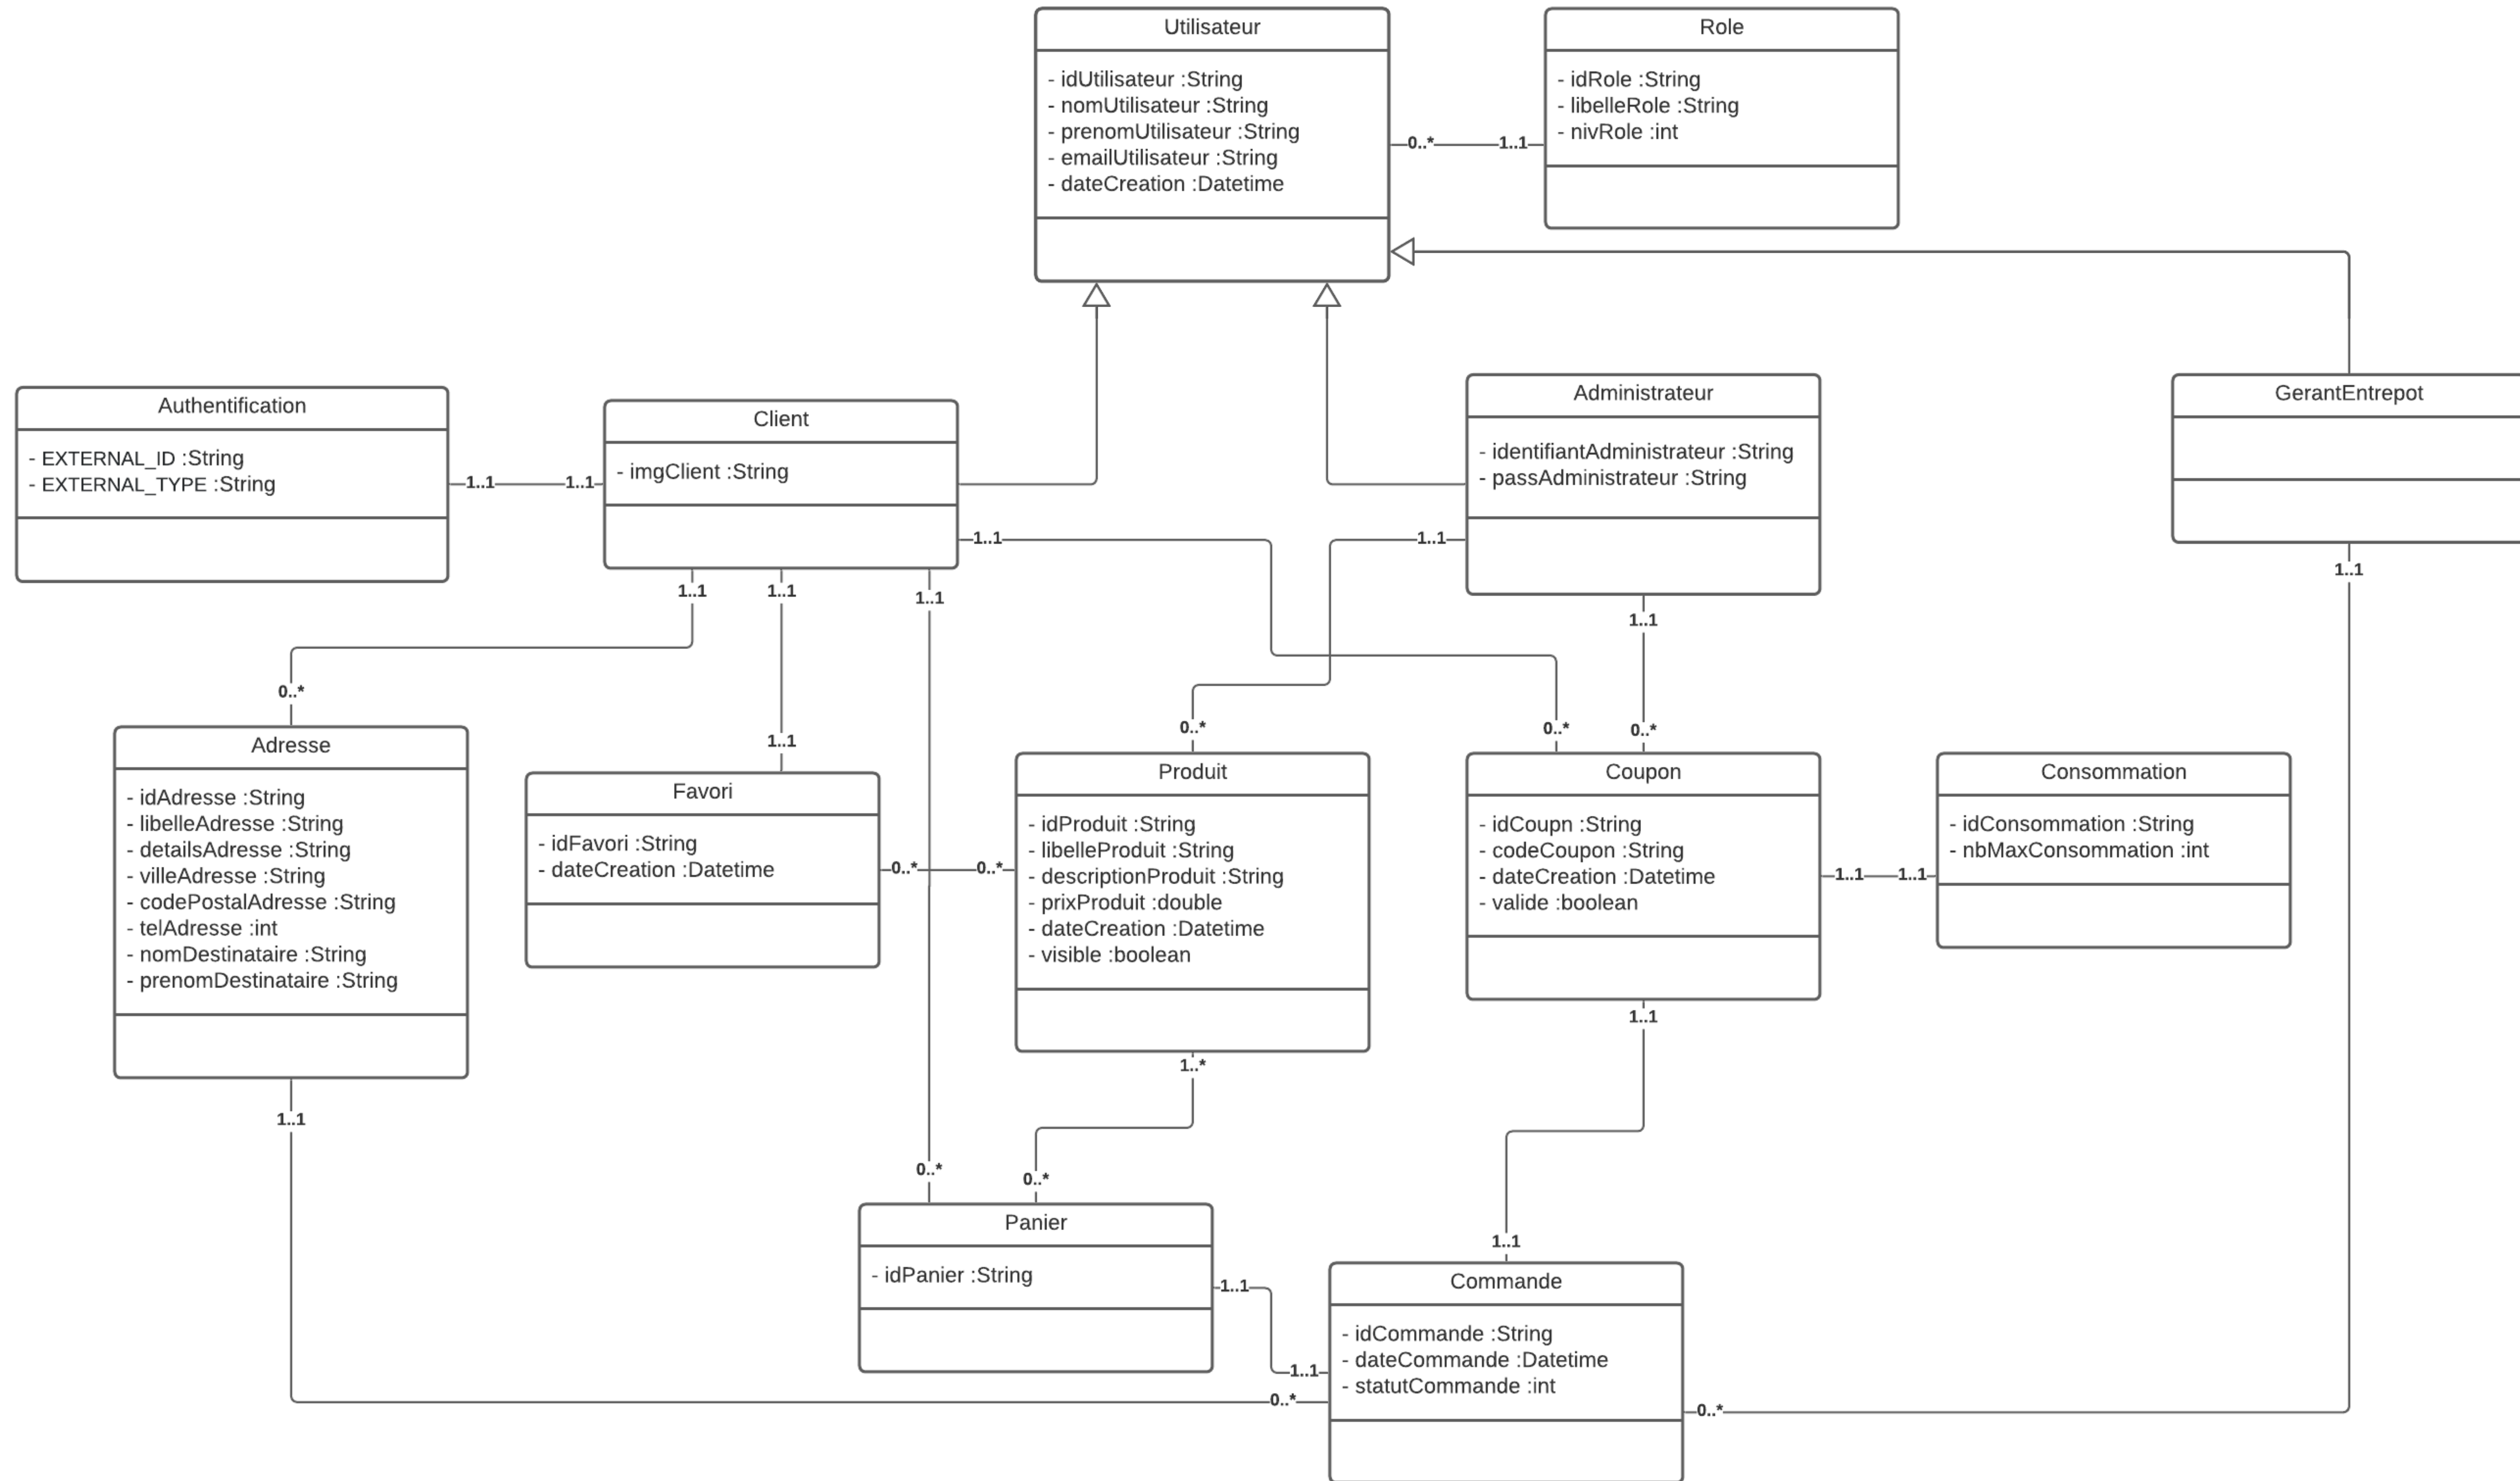 Utilisateur
- idUtilisateur :String
- nomUtilisateur :String
- prenomUtilisateur :String
- emailUtilisateur :String
- dateCreation :Datetime
Role
- idRole :String
- libelleRole :String
- nivRole :int
0..*
1..1
Authentification
- EXTERNAL_ID :String
- EXTERNAL_TYPE :String
1..1
1..1
Client
- imgClient :String
Administrateur
- identifiantAdministrateur :String
- passAdministrateur :String
GerantEntrepot
1..1
1..1
1..1
1..1
1..1
1..1
1..1
0..*
1..1
0..*
0..*
0..*
Adresse
- idAdresse :String
- libelleAdresse :String
- detailsAdresse :String
- villeAdresse :String
- codePostalAdresse :String
- telAdresse :int
- nomDestinataire :String
- prenomDestinataire :String
Favori
- idFavori :String
- dateCreation :Datetime
0..*
0..*
Produit
- idProduit :String
- libelleProduit :String
- descriptionProduit :String
- prixProduit :double
- dateCreation :Datetime
- visible :boolean
Coupon
- idCoupn :String
- codeCoupon :String
- dateCreation :Datetime
- valide :boolean
1..1
1..1
Consommation
- idConsommation :String
- nbMaxConsommation :int
1..1
1..*
1..1
0..*
0..*
1..1
Panier
- idPanier :String
1..1
1..1
0..*
Commande
- idCommande :String
- dateCommande :Datetime
- statutCommande :int
0..*